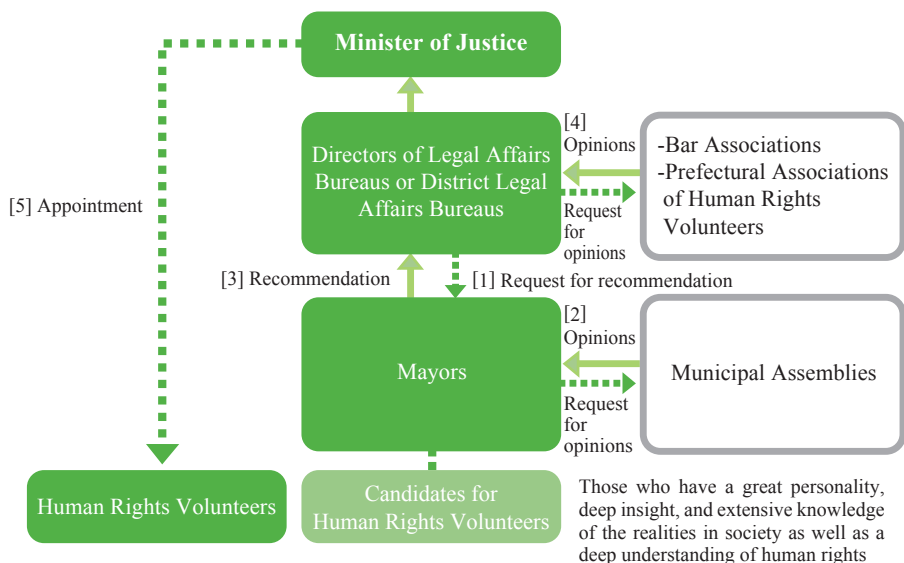 Minister of Justice
[5] Appointment
Directors of Legal Affairs
Bureaus or District Legal
Affairs Bureaus
[4]
Opinions
Request
for
opinions
-Bar Associations
-Prefectural Associations
of Human Rights
Volunteers
[3] Recommendation
[1] Request for recommendation
Mayors
[2]
Opinions
Request
for
opinions
Municipal Assemblies
Human Rights Volunteers
Candidates for
Human Rights Volunteers
Those who have a great personality,
deep insight, and extensive knowledge
of the realities in society as well as a
deep understanding of human rights